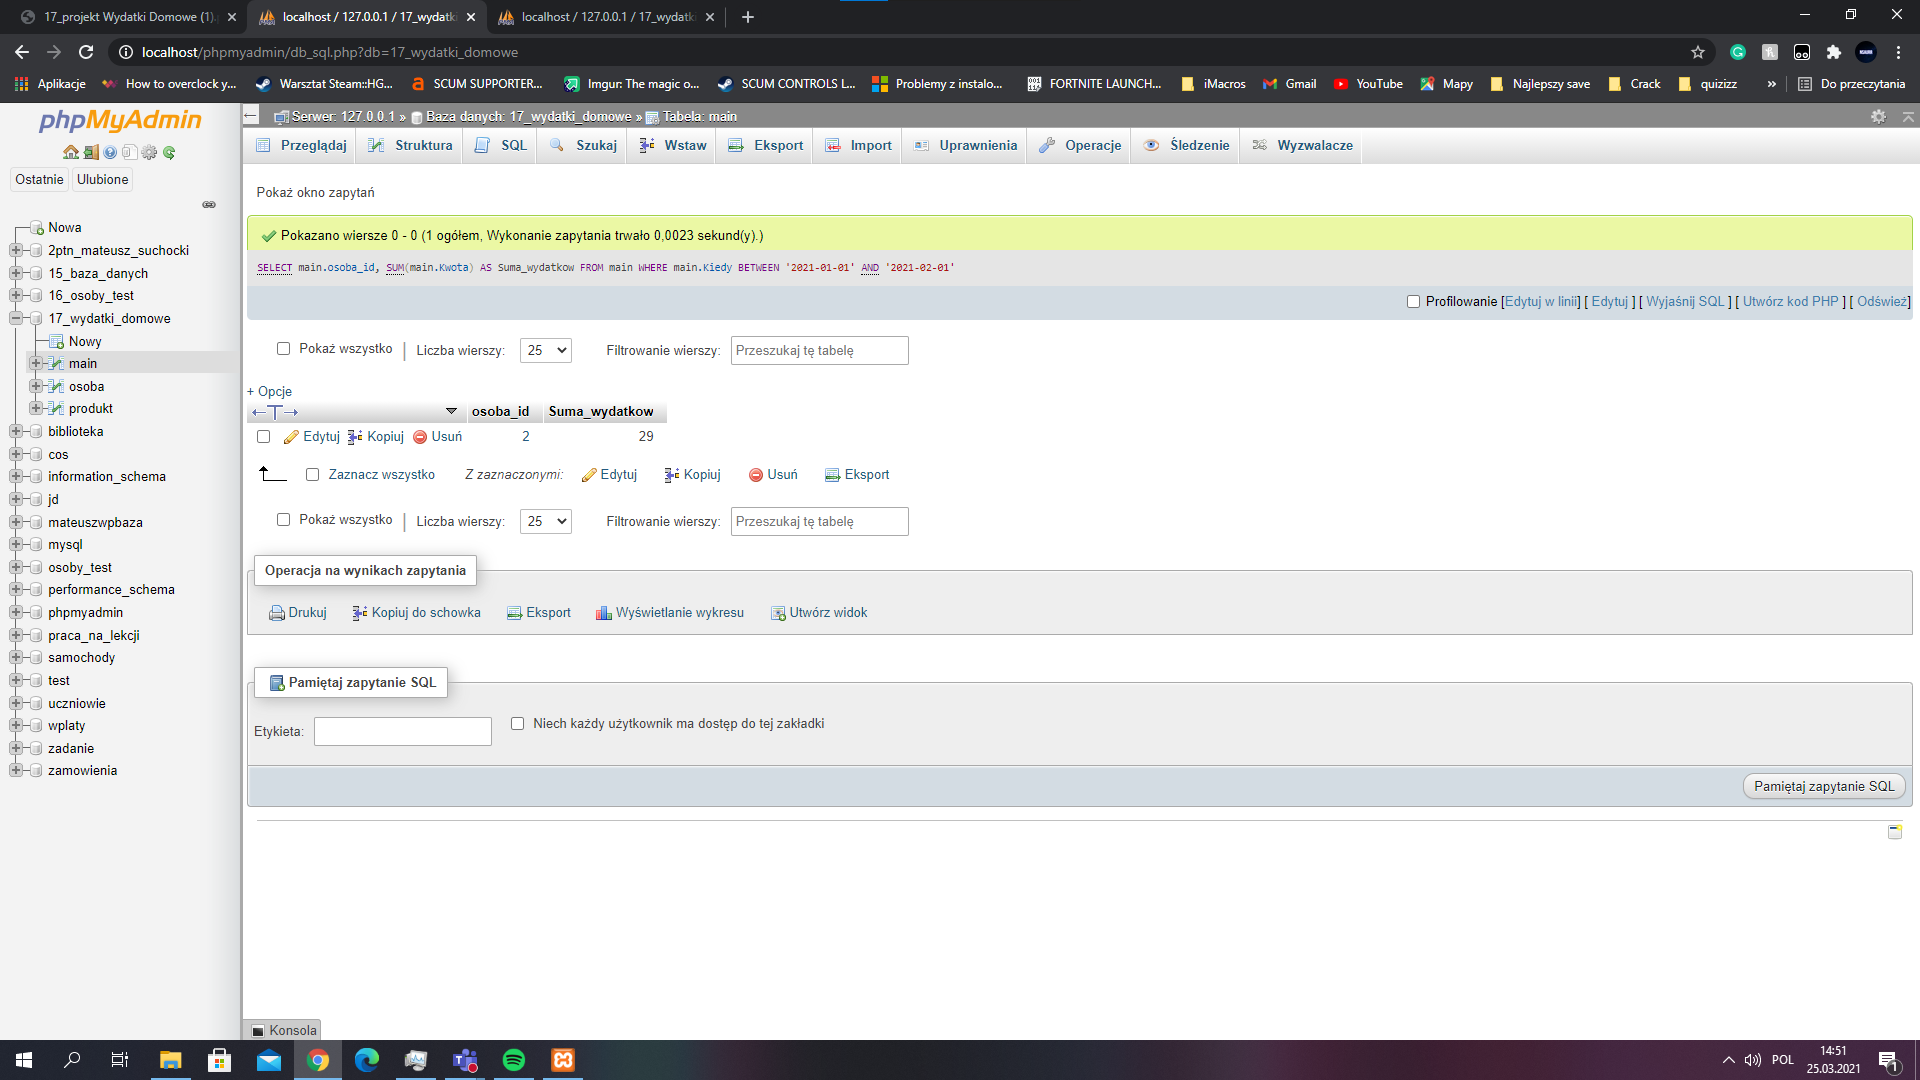 17_projekt Wydatki Domowe (1).
localhost / 127.0.0.1 / 17_wydatki
localhost / 127.0.0.1 / 17_wydatki
localhost/phpmyadmin/db_sql.php?db=17_wydatki_domowe
Aplikacje
How to overclock y...
Warsztat Steam::HG...
SCUM SUPPORTER...
Imgur: The magic o...
SCUM CONTROLS L...
Problemy z instalo...
FORTNITE LAUNCH...
iMacros
Gmail
YouTube
Mapy
Najlepszy save
Crack
quizizz
»
Do przeczytania
phpMyAdmin
Ostatnie
Ulubione
Nowa
2ptn_mateusz_suchocki
15_baza_danych
16_osoby_test
17_wydatki_domowe
Nowy
main
osoba
produkt
biblioteka
cos
information_schema
jd
mateuszwpbaza
mysql
osoby_test
performance_schema
phpmyadmin
praca_na_lekcji
samochody
test
uczniowie
wplaty
zadanie
zamowienia
Serwer: 127.0.0.1 » Baza danych: 17_wydatki_domowe » Tabela: main
Przeglądaj
Struktura
SQL
Szukaj
Wstaw
Eksport
Import
Uprawnienia
Operacje
Śledzenie
Wyzwalacze
Pokaż okno zapytań
Pokazano wiersze 0 - 0 (1 ogółem, Wykonanie zapytania trwało 0,0023 sekund(y).)
SELECT main.osoba_id, SUM(main.Kwota) AS Suma_wydatkow FROM main WHERE main.Kiedy BETWEEN '2021-01-01' AND '2021-02-01'
Profilowanie [Edytuj w linii] [ Edytuj ] [ Wyjaśnij SQL ] [ Utwórz kod PHP ] [ Odśwież]
Pokaż wszystko | Liczba wierszy: 25 Filtrowanie wierszy: Przeszukaj tę tabelę
+ Opcje
←T→ osoba_id Suma_wydatkow
Edytuj Kopiuj Usuń 2 29
Zaznacz wszystko Z zaznaczonymi: Edytuj Kopiuj Usuń Eksport
Pokaż wszystko | Liczba wierszy: 25 Filtrowanie wierszy: Przeszukaj tę tabelę
Operacja na wynikach zapytania
Drukuj Kopiuj do schowka Eksport Wyświetlanie wykresu Utwórz widok
Pamiętaj zapytanie SQL
Etykieta: Niech każdy użytkownik ma dostęp do tej zakładki
Pamiętaj zapytanie SQL
Konsola
POL
14:51
25.03.2021
1